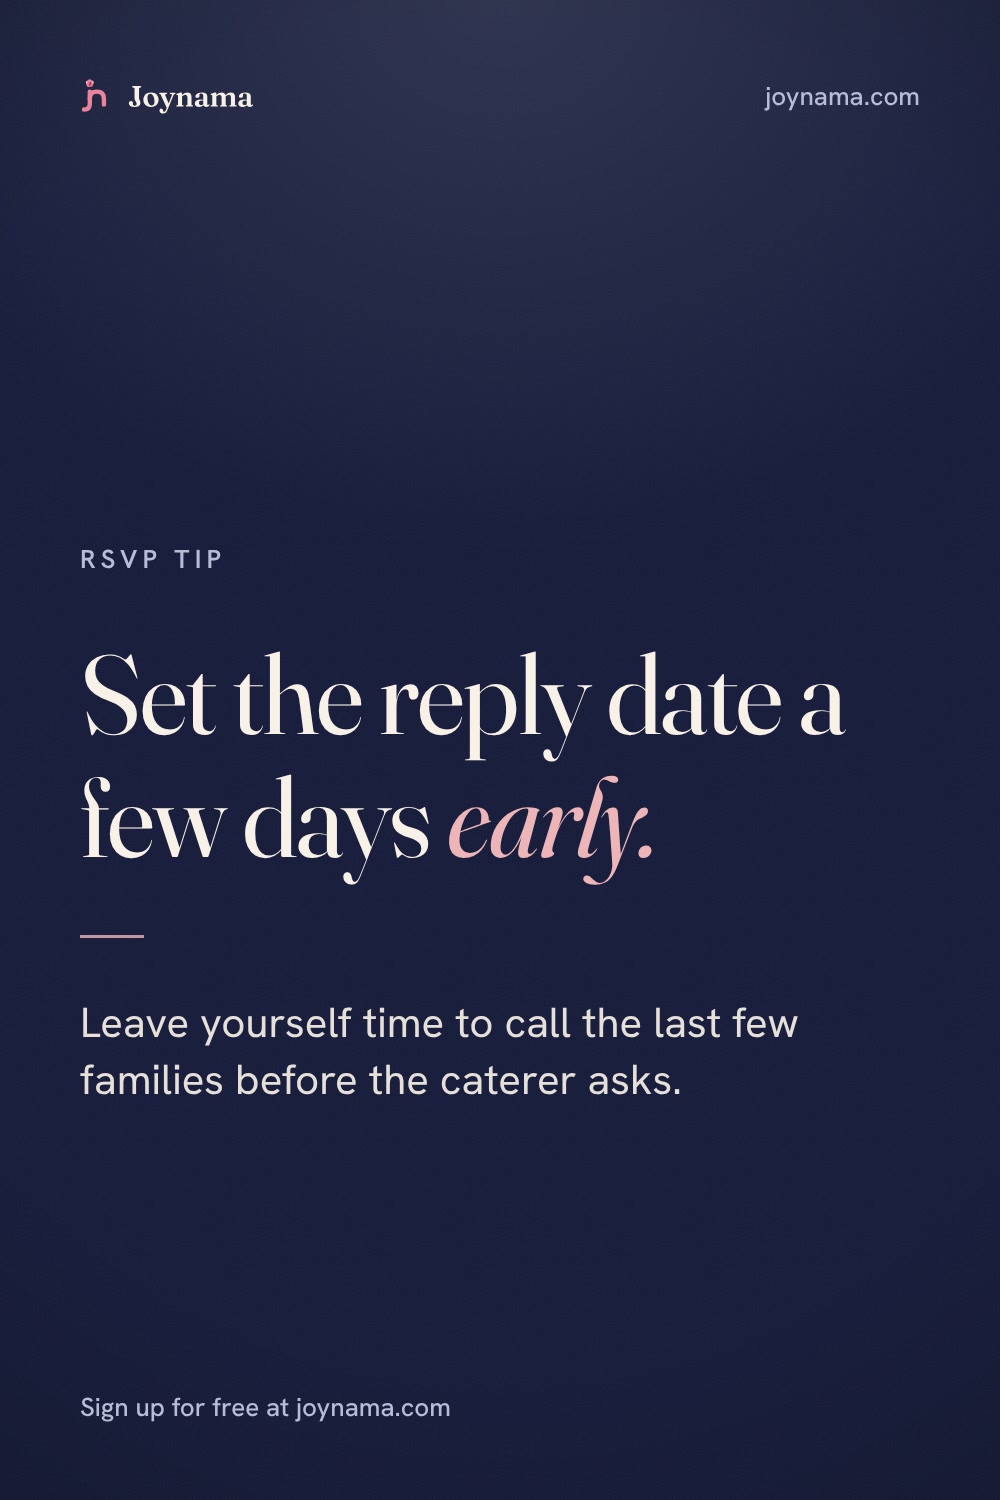 Joynama
joynama.com
RSVP TIP
Set the reply date a
few days early.
Leave yourself time to call the last few
families before the caterer asks.
Sign up for free at joynama.com